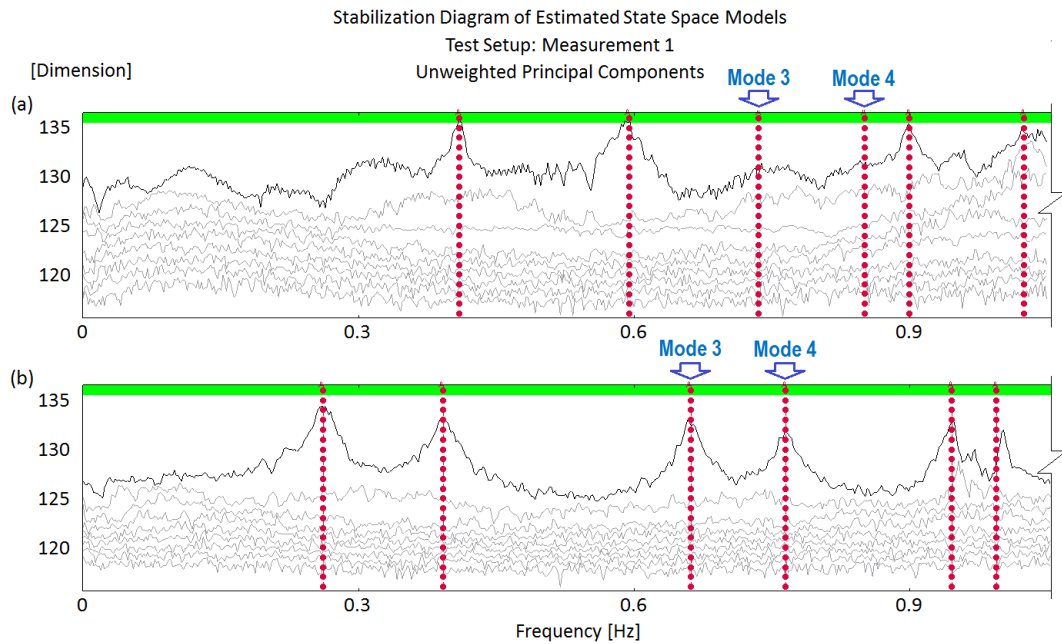 Stabilization Diagram of Estimated State Space Models
Test Setup: Measurement 1
[Dimension]
Unweighted Principal Components
Mode 3 Mode 4
(a)
135
130
125
120
0 0.3 0.6 0.9
Mode 3 Mode 4
(b)
135
130
125
120
0 0.3 0.6 0.9
Frequency [Hz]